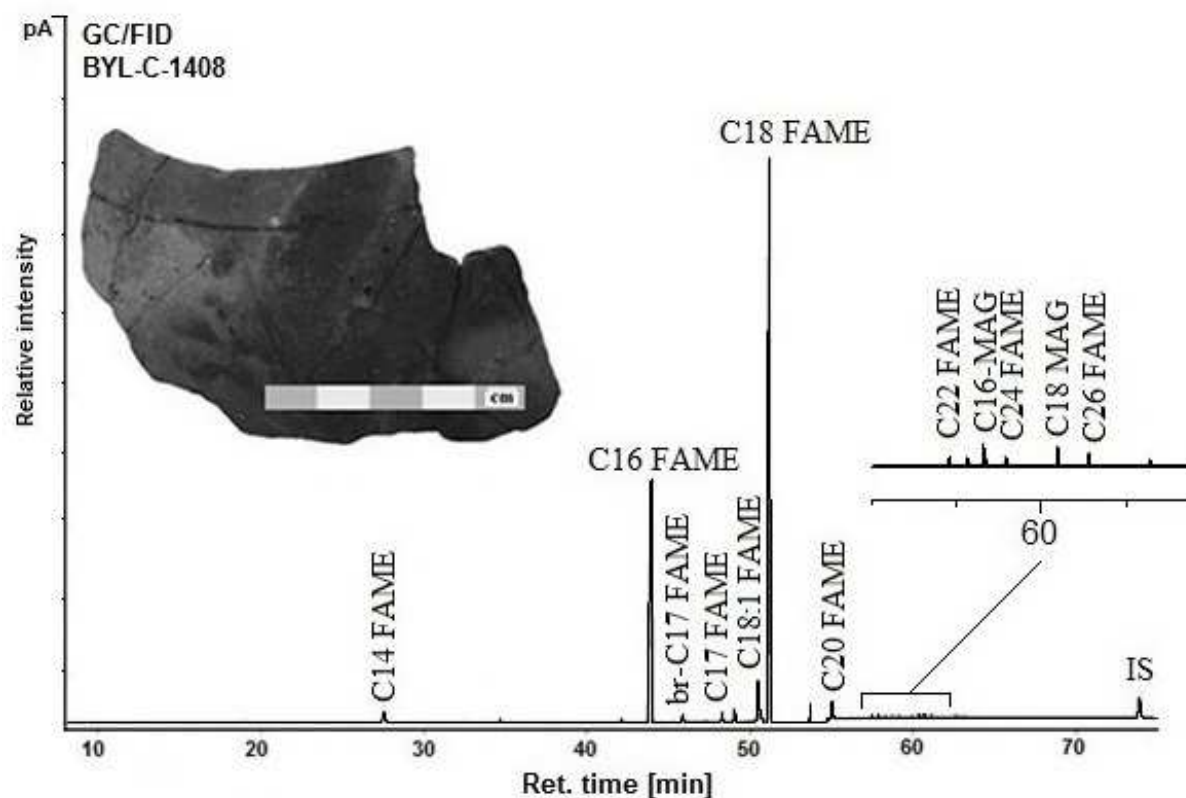 pA
GC/FID
BYL-C-1408
Relative intensity
cm
C14 FAME
C16 FAME
br-C17 FAME
C17 FAME
C18:1 FAME
C18 FAME
C20 FAME
C22 FAME
C16-MAG
C24 FAME
C18 MAG
C26 FAME
60
IS
10
20
30
40
50
60
70
Ret. time [min]